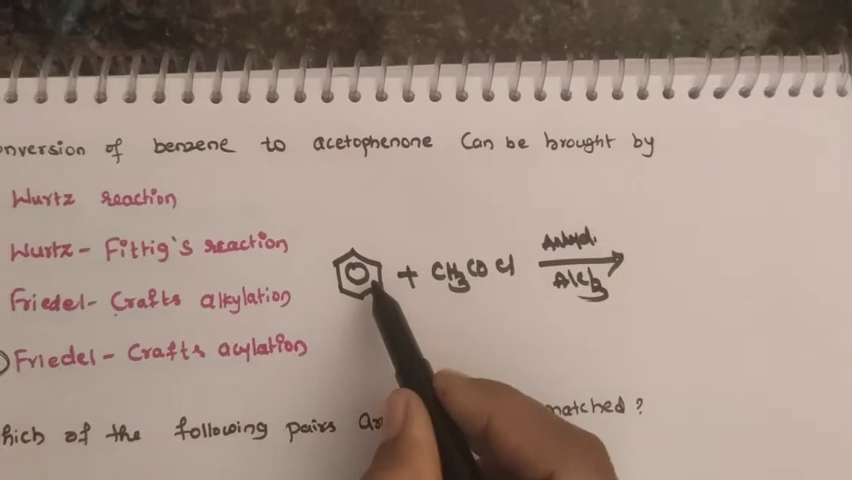 onversion of benzene to acetophenone Can be brought by
Wurtz reaction
Wurtz - Fittig's reaction
Friedel - Crafts alkylation
Friedel - Crafts acylation
+ CH3COCl Anhyd. AlCl3
hich of the following pairs matched?